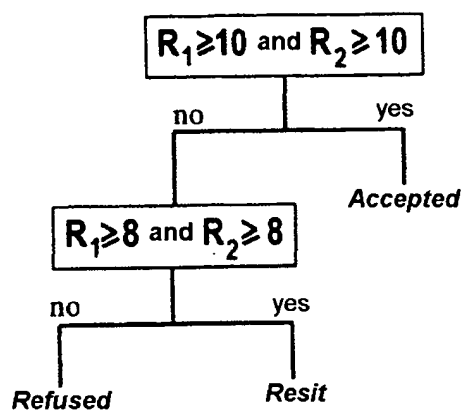 R₁≥10 and R₂≥10
no yes
Accepted
R₁≥8 and R₂≥8
no yes
Refused Resit